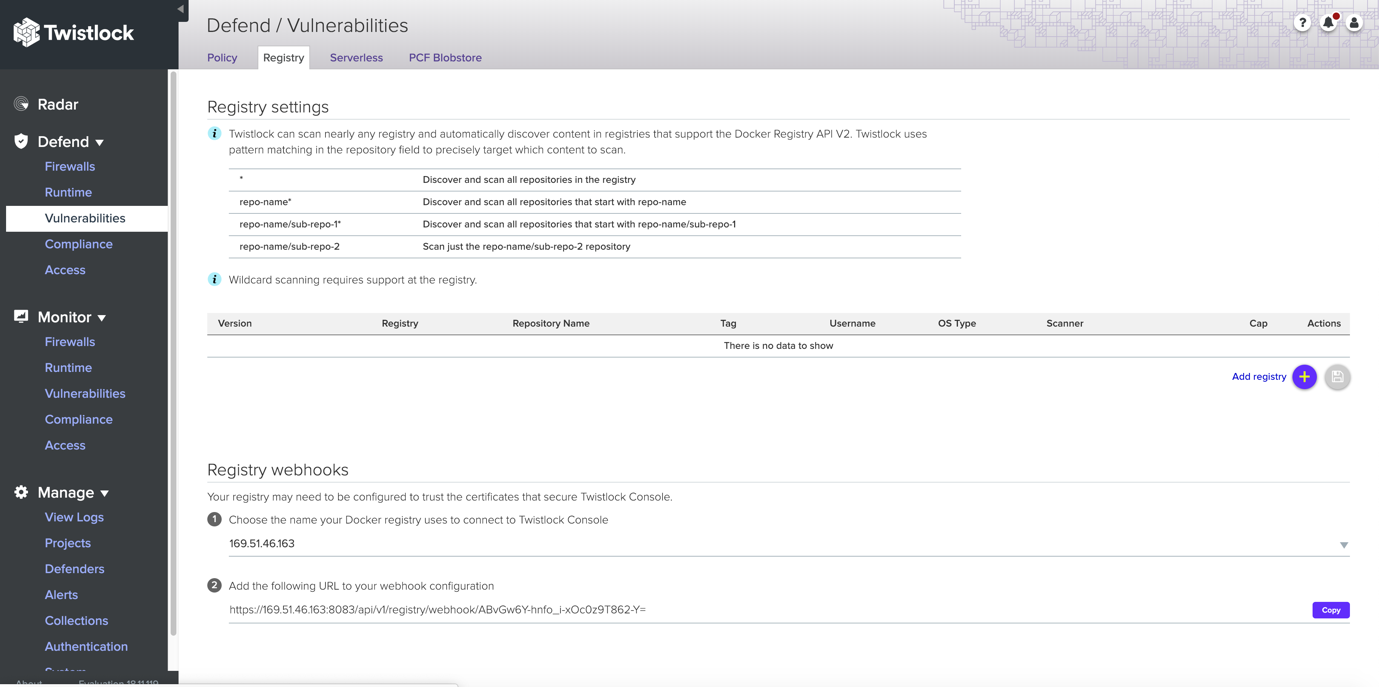 Twistlock
Defend / Vulnerabilities
Policy
Registry
Serverless
PCF Blobstore
?
Radar
Defend
Firewalls
Runtime
Vulnerabilities
Compliance
Access
Monitor
Firewalls
Runtime
Vulnerabilities
Compliance
Access
Manage
View Logs
Projects
Defenders
Alerts
Collections
Authentication
System
About
Evaluation 18.11.119
Registry settings
i Twistlock can scan nearly any registry and automatically discover content in registries that support the Docker Registry API V2. Twistlock uses
pattern matching in the repository field to precisely target which content to scan.
* Discover and scan all repositories in the registry
repo-name* Discover and scan all repositories that start with repo-name
repo-name/sub-repo-1* Discover and scan all repositories that start with repo-name/sub-repo-1
repo-name/sub-repo-2 Scan just the repo-name/sub-repo-2 repository
i Wildcard scanning requires support at the registry.
Version Registry Repository Name Tag Username OS Type Scanner Cap Actions
There is no data to show
Add registry +
Registry webhooks
Your registry may need to be configured to trust the certificates that secure Twistlock Console.
1 Choose the name your Docker registry uses to connect to Twistlock Console
169.51.46.163
2 Add the following URL to your webhook configuration
https://169.51.46.163:8083/api/v1/registry/webhook/ABvGw6Y-hnfo_i-xOc0z9T862-Y=
Copy